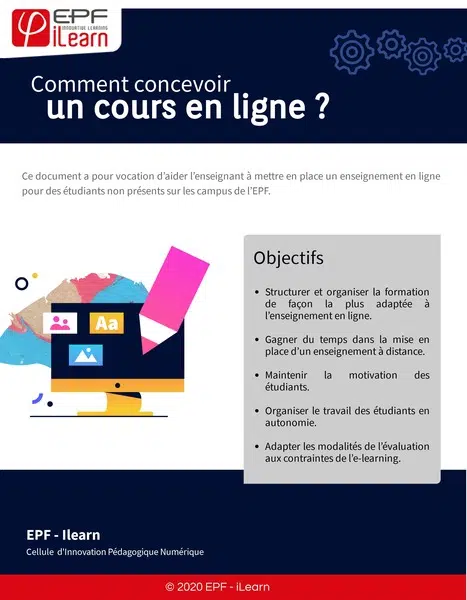 EPF
INNOVATIVE LEARNING
iLearn
Comment concevoir
un cours en ligne ?
Ce document a pour vocation d'aider l'enseignant à mettre en place un enseignement en ligne
pour des étudiants non présents sur les campus de l'EPF.
Objectifs
• Structurer et organiser la formation
de façon la plus adaptée à
l'enseignement en ligne.
• Gagner du temps dans la mise en
place d'un enseignement à distance.
• Maintenir la motivation des
étudiants.
• Organiser le travail des étudiants en
autonomie.
• Adapter les modalités de l'évaluation
aux contraintes de l'e-learning.
Aa
EPF - Ilearn
Cellule d'Innovation Pédagogique Numérique
© 2020 EPF - iLearn